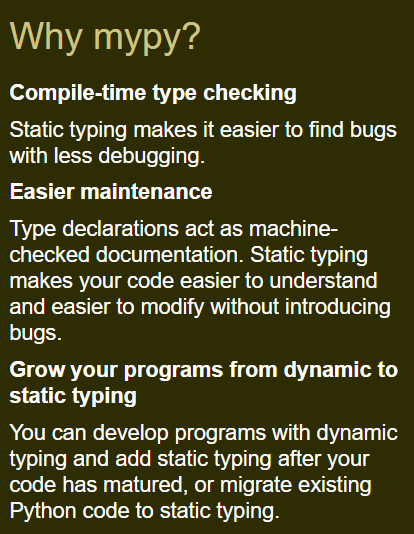 Why mypy?
Compile-time type checking
Static typing makes it easier to find bugs
with less debugging.
Easier maintenance
Type declarations act as machine-
checked documentation. Static typing
makes your code easier to understand
and easier to modify without introducing
bugs.
Grow your programs from dynamic to
static typing
You can develop programs with dynamic
typing and add static typing after your
code has matured, or migrate existing
Python code to static typing.